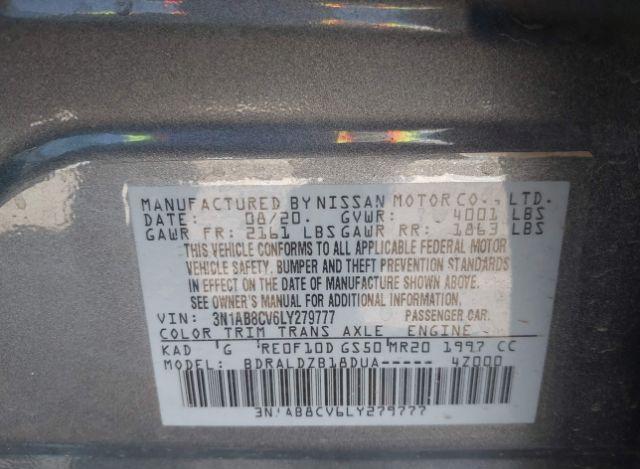 MANUFACTURED BY NISSAN MOTOR CO., LTD.
DATE: 08/20. GVWR: 4001 LBS
GAWR FR: 2161 LBS GAWR RR: 1863 LBS
THIS VEHICLE CONFORMS TO ALL APPLICABLE FEDERAL MOTOR
VEHICLE SAFETY, BUMPER AND THEFT PREVENTION STANDARDS
IN EFFECT ON THE DATE OF MANUFACTURE SHOWN ABOVE.
SEE OWNER'S MANUAL FOR ADDITIONAL INFORMATION.
VIN: 3N1AB8CV6LY279777 PASSENGER CAR.
COLOR TRIM TRANS AXLE ENGINE
KAD G RE0F10D GS50 MR20 1997 CC
MODEL: BDRALDZB18DUA----- 4Z000
3N1AB8CV6LY279777